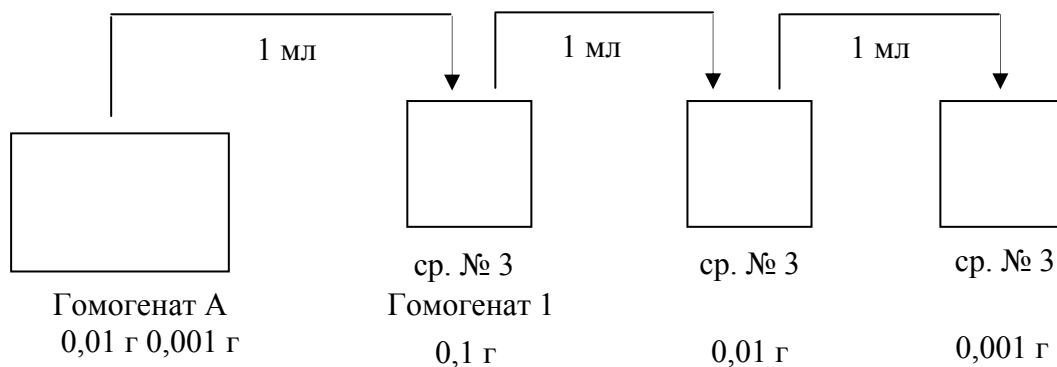 1 мл 1 мл 1 мл
ср. № 3 ср. № 3 ср. № 3
Гомогенат А Гомогенат 1
0,01 г 0,001 г 0,1 г 0,01 г 0,001 г